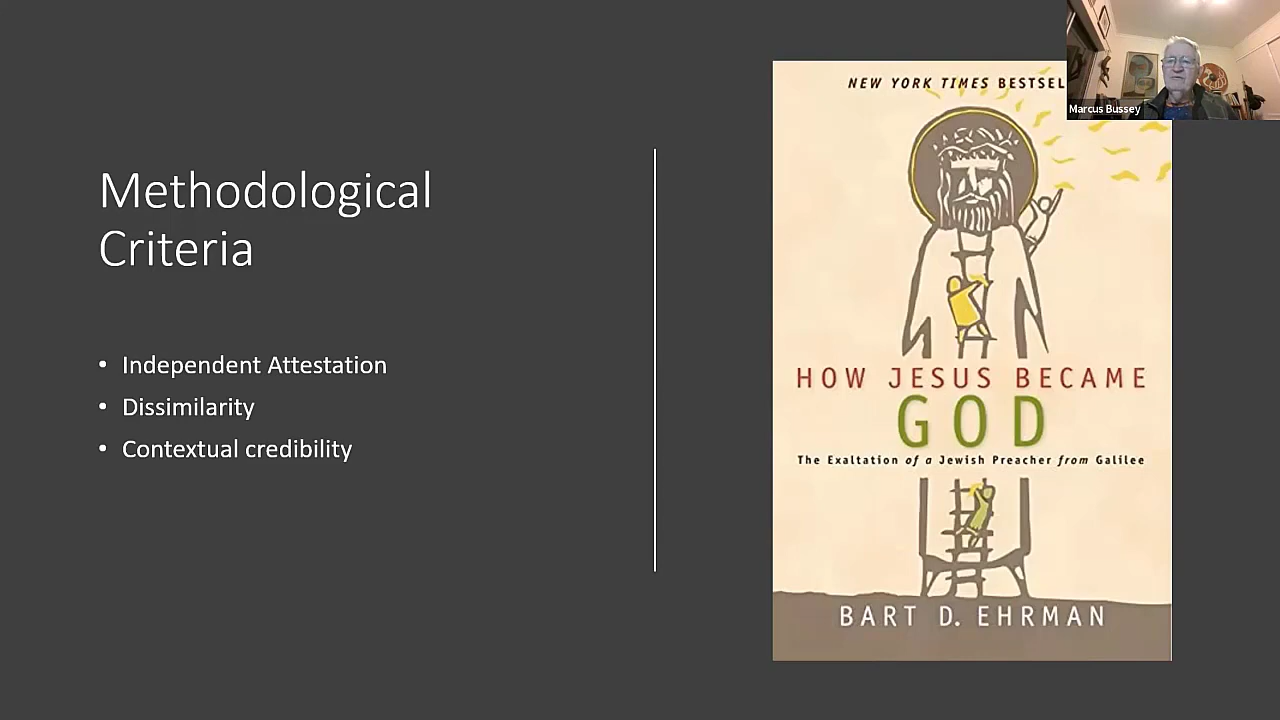 Methodological
Criteria
• Independent Attestation
• Dissimilarity
• Contextual credibility
NEW YORK TIMES BESTSEL
Marcus Bussey
HOW JESUS BECAME
GOD
The Exaltation of a Jewish Preacher from Galilee
BART D. EHRMAN